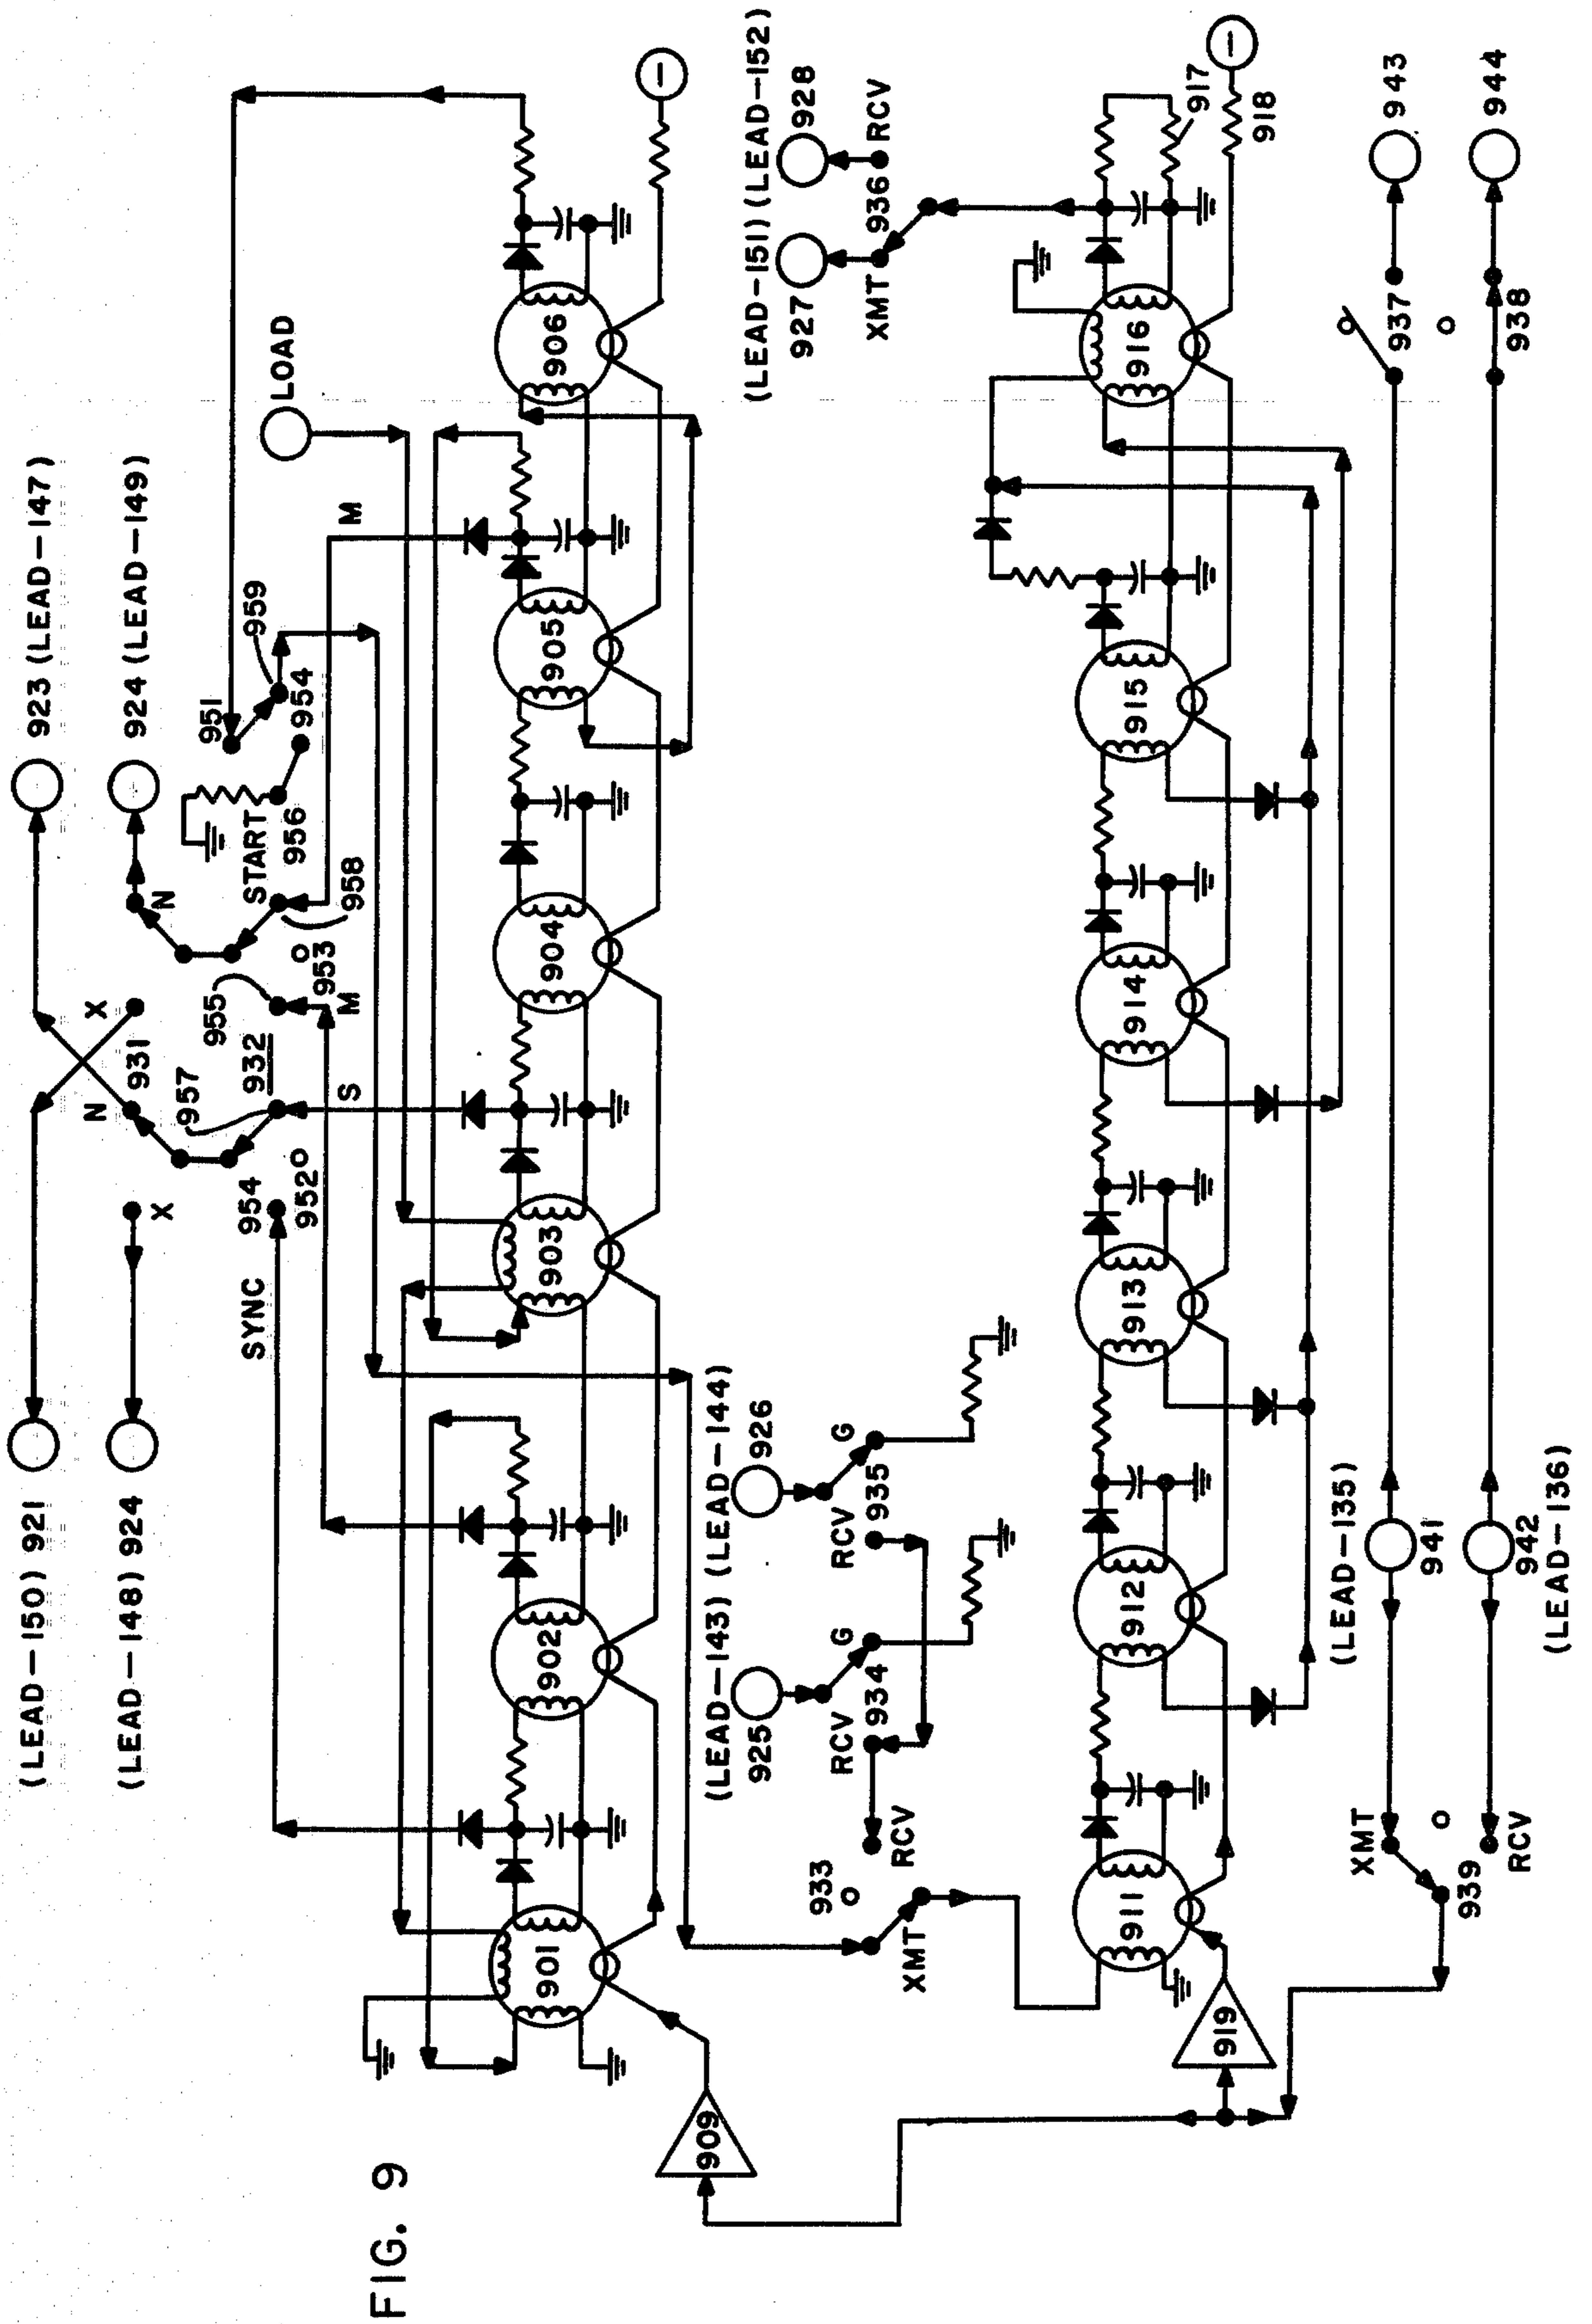 FIG. 9
(LEAD-150) 921
923 (LEAD-147)
(LEAD-148) 924
924 (LEAD-149)
X
N
931
X
N
957
932
955
953
M
958
START
956
951
959
954
SYNC
954
952
S
M
LOAD
901
902
903
904
905
906
909
(LEAD-143) (LEAD-144)
925
926
RCV
934
G
RCV
935
G
933
RCV
XMT
(LEAD-151) (LEAD-152)
927
928
XMT
936
RCV
911
912
913
914
915
916
917
918
919
(LEAD-135)
941
942
(LEAD-136)
XMT
939
RCV
937
938
943
944